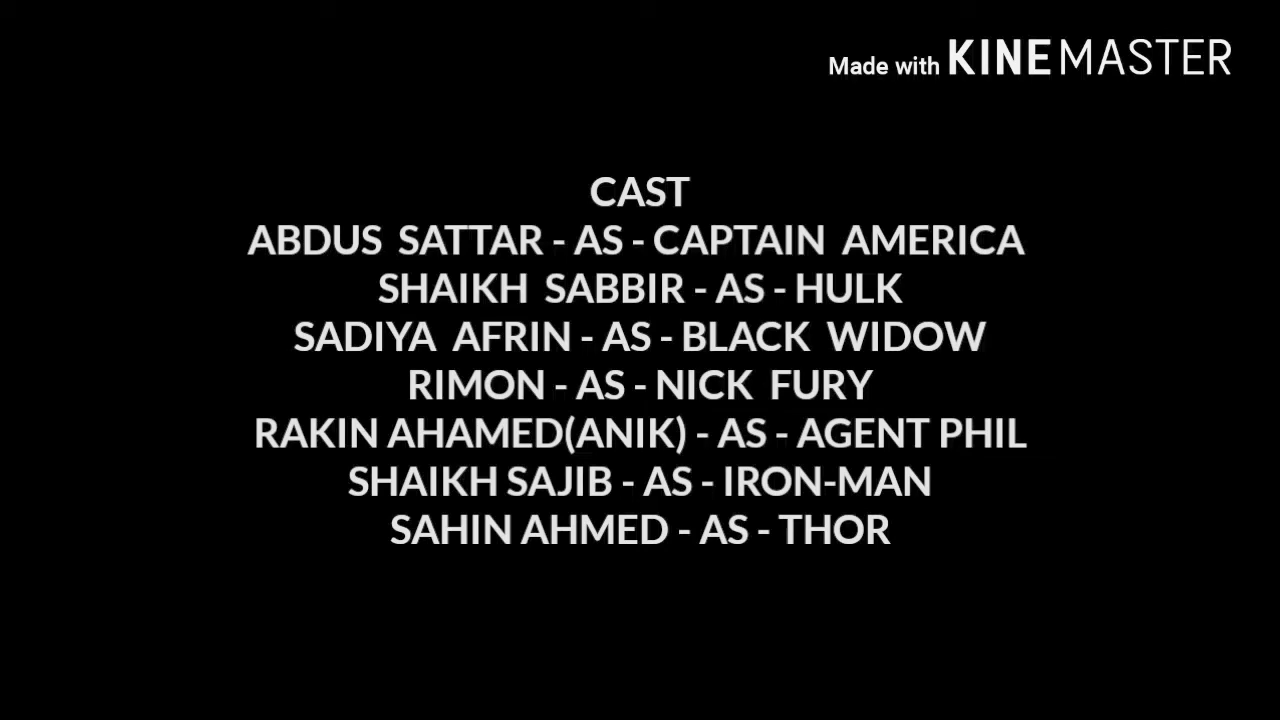 Made with KINEMASTER
CAST
ABDUS SATTAR - AS - CAPTAIN AMERICA
SHAIKH SABBIR - AS - HULK
SADIYA AFRIN - AS - BLACK WIDOW
RIMON - AS - NICK FURY
RAKIN AHAMED(ANIK) - AS - AGENT PHIL
SHAIKH SAJIB - AS - IRON-MAN
SAHIN AHMED - AS - THOR